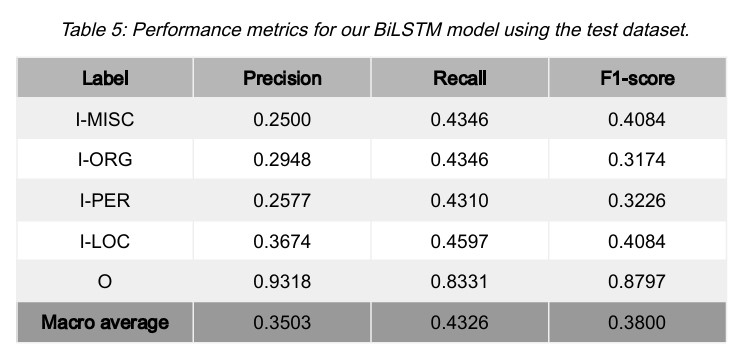 Table 5: Performance metrics for our BiLSTM model using the test dataset.
Label Precision Recall F1-score
I-MISC 0.2500 0.4346 0.4084
I-ORG 0.2948 0.4346 0.3174
I-PER 0.2577 0.4310 0.3226
I-LOC 0.3674 0.4597 0.4084
O 0.9318 0.8331 0.8797
Macro average 0.3503 0.4326 0.3800